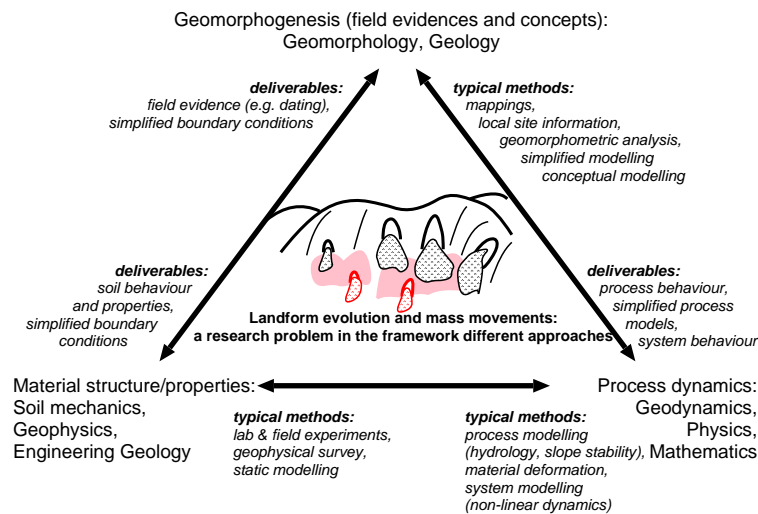 Geomorphogenesis (field evidences and concepts):
Geomorphology, Geology
deliverables:
field evidence (e.g. dating),
simplified boundary conditions
typical methods:
mappings,
local site information,
geomorphometric analysis,
simplified modelling
conceptual modelling
deliverables:
soil behaviour
and properties,
simplified boundary
conditions
deliverables:
process behaviour,
simplified process
models,
system behaviour
Landform evolution and mass movements:
a research problem in the framework different approaches
Material structure/properties:
Soil mechanics,
Geophysics,
Engineering Geology
typical methods:
lab & field experiments,
geophysical survey,
static modelling
typical methods:
process modelling
(hydrology, slope stability),
material deformation,
system modelling
(non-linear dynamics)
Process dynamics:
Geodynamics,
Physics,
Mathematics